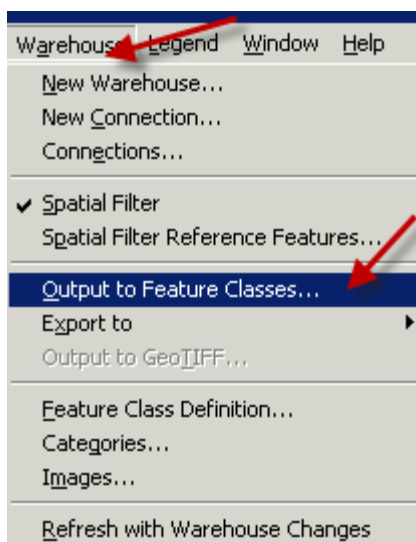 Warehouse Legend Window Help
New Warehouse...
New Connection...
Connections...
Spatial Filter
Spatial Filter Reference Features...
Output to Feature Classes...
Export to
Output to GeoTIFF...
Feature Class Definition...
Categories...
Images...
Refresh with Warehouse Changes